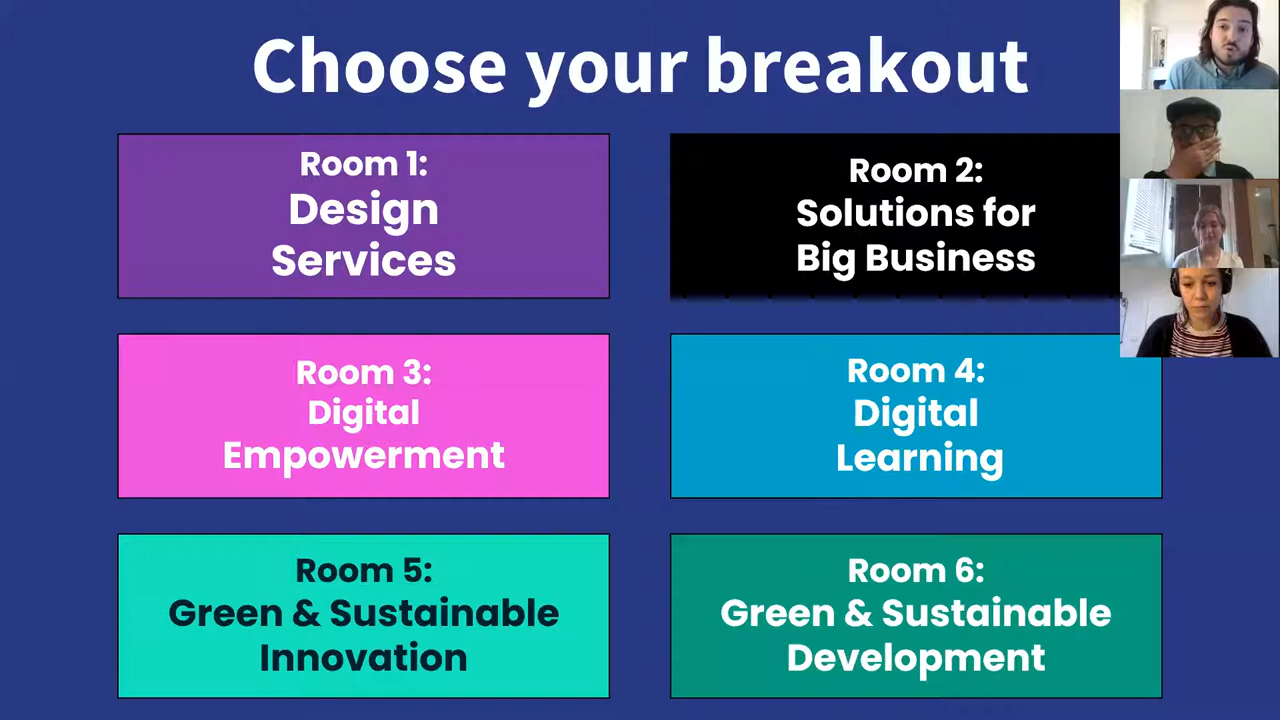 Choose your breakout
Room 1:
Design
Services
Room 2:
Solutions for
Big Business
Room 3:
Digital
Empowerment
Room 4:
Digital
Learning
Room 5:
Green & Sustainable
Innovation
Room 6:
Green & Sustainable
Development